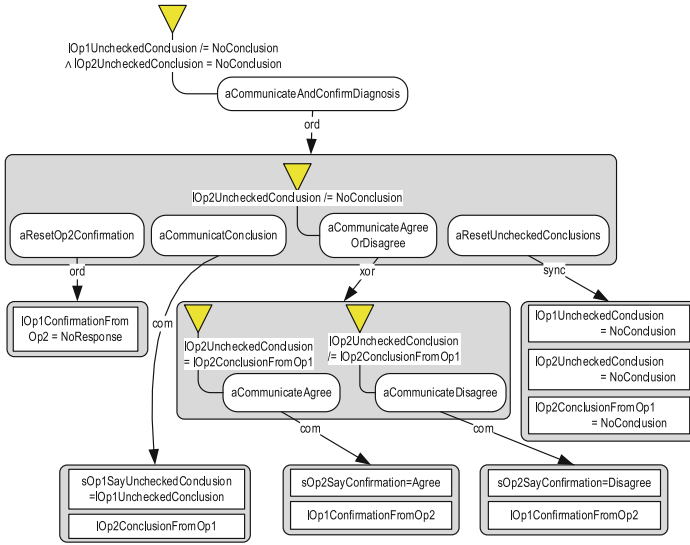 lOp1UncheckedConclusion /= NoConclusion
∧ lOp2UncheckedConclusion = NoConclusion
aCommunicateAndConfirmDiagnosis
ord
lOp2UncheckedConclusion /= NoConclusion
aResetOp2Confirmation
aCommunicatConclusion
aCommunicateAgree
OrDisagree
aResetUncheckedConclusions
ord
xor
sync
lOp1ConfirmationFrom
Op2 = NoResponse
com
lOp2UncheckedConclusion
= lOp2ConclusionFromOp1
lOp2UncheckedConclusion
/= lOp2ConclusionFromOp1
lOp1UncheckedConclusion
= NoConclusion
lOp2UncheckedConclusion
= NoConclusion
lOp2ConclusionFromOp1
= NoConclusion
aCommunicateAgree
aCommunicateDisagree
com
com
sOp1SayUncheckedConclusion
=lOp1UncheckedConclusion
lOp2ConclusionFromOp1
sOp2SayConfirmation=Agree
lOp1ConfirmationFromOp2
sOp2SayConfirmation=Disagree
lOp1ConfirmationFromOp2